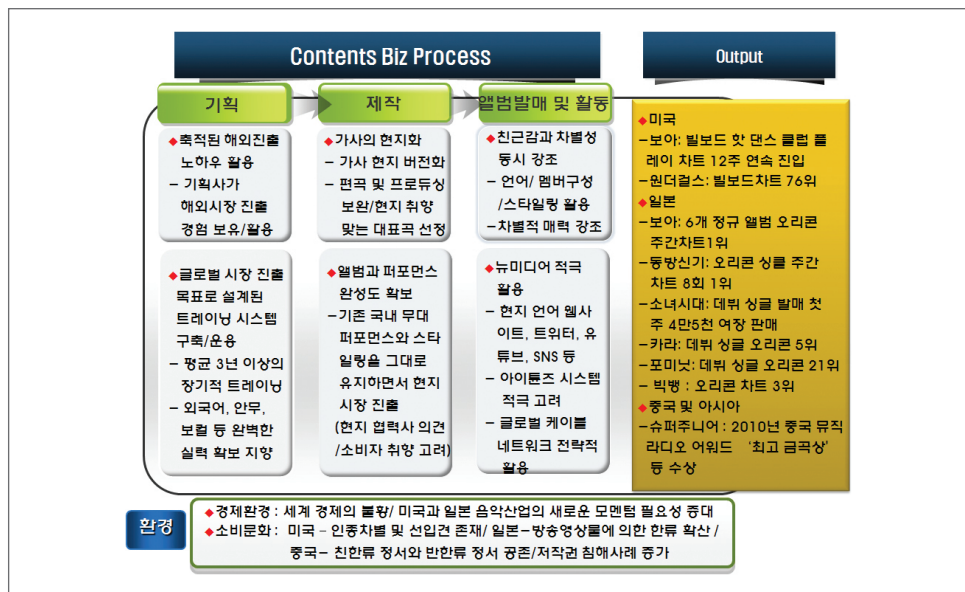 Contents Biz Process
Output
기획
제작
앨범발매 및 활동
◆축적된 해외진출
노하우 활용
- 기획사가
해외시장 진출
경험 보유/활용
◆글로벌 시장 진출
목표로 설계된
트레이닝 시스템
구축/운용
- 평균 3년 이상의
장기적 트레이닝
- 외국어, 안무,
보컬 등 완벽한
실력 확보 지향
◆가사의 현지화
- 가사 현지 버전화
- 편곡 및 프로듀싱
보완/현지 취향
맞는 대표곡 선정
◆앨범과 퍼포먼스
완성도 확보
-기존 국내 무대
퍼포먼스와 스타
일링을 그대로
유지하면서 현지
시장 진출
(현지 협력사 의견
/소비자 취향 고려)
◆친근감과 차별성
동시 강조
- 언어/ 멤버구성
/스타일링 활용
-차별적 매력 강조
◆뉴미디어 적극
활용
- 현지 언어 웹사
이트, 트위터, 유
튜브, SNS 등
- 아이튠즈 시스템
적극 고려
- 글로벌 케이블
네트워크 전략적
활용
◆미국
-보아: 빌보드 핫 댄스 클럽 플
레이 차트 12주 연속 진입
-원더걸스: 빌보드차트 76위
◆일본
-보아: 6개 정규 앨범 오리콘
주간차트1위
-동방신기: 오리콘 싱글 주간
차트 8회 1위
-소녀시대: 데뷔 싱글 발매 첫
주 4만5천 여장 판매
-카라: 데뷔 싱글 오리콘 5위
-포미닛: 데뷔 싱글 오리콘 21위
- 빅뱅 : 오리콘 차트 3위
◆중국 및 아시아
-슈퍼주니어 : 2010년 중국 뮤직
라디오 어워드 ‘최고 금곡상’
등 수상
환경
◆경제환경 : 세계 경제의 불황/ 미국과 일본 음악산업의 새로운 모멘텀 필요성 증대
◆소비문화 : 미국 - 인종차별 및 선입견 존재/ 일본-방송영상물에 의한 한류 확산 /
중국- 친한류 정서와 반한류 정서 공존/저작권 침해사례 증가